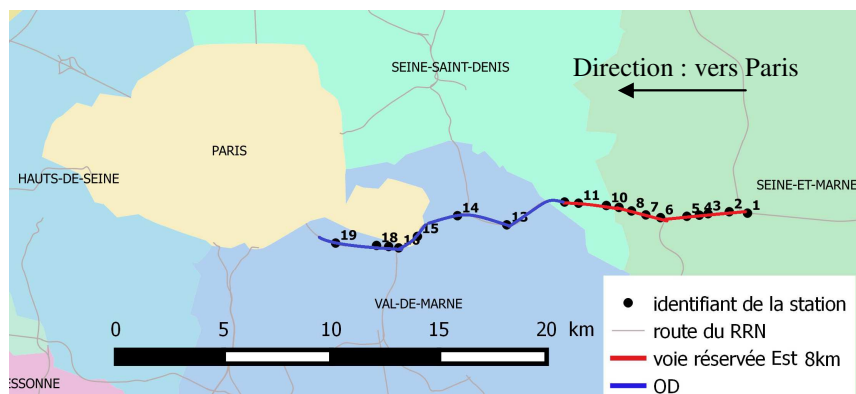 SEINE-SAINT-DENIS
Direction : vers Paris
PARIS
HAUTS-DE-SEINE
SEINE-ET-MARNE
19
18
16
15
14
13
11
10
8
7
6
5
4
3
2
1
VAL-DE-MARNE
0 5 10 15 20 km
ESSONNE
identifiant de la station
route du RRN
voie réservée Est 8km
OD